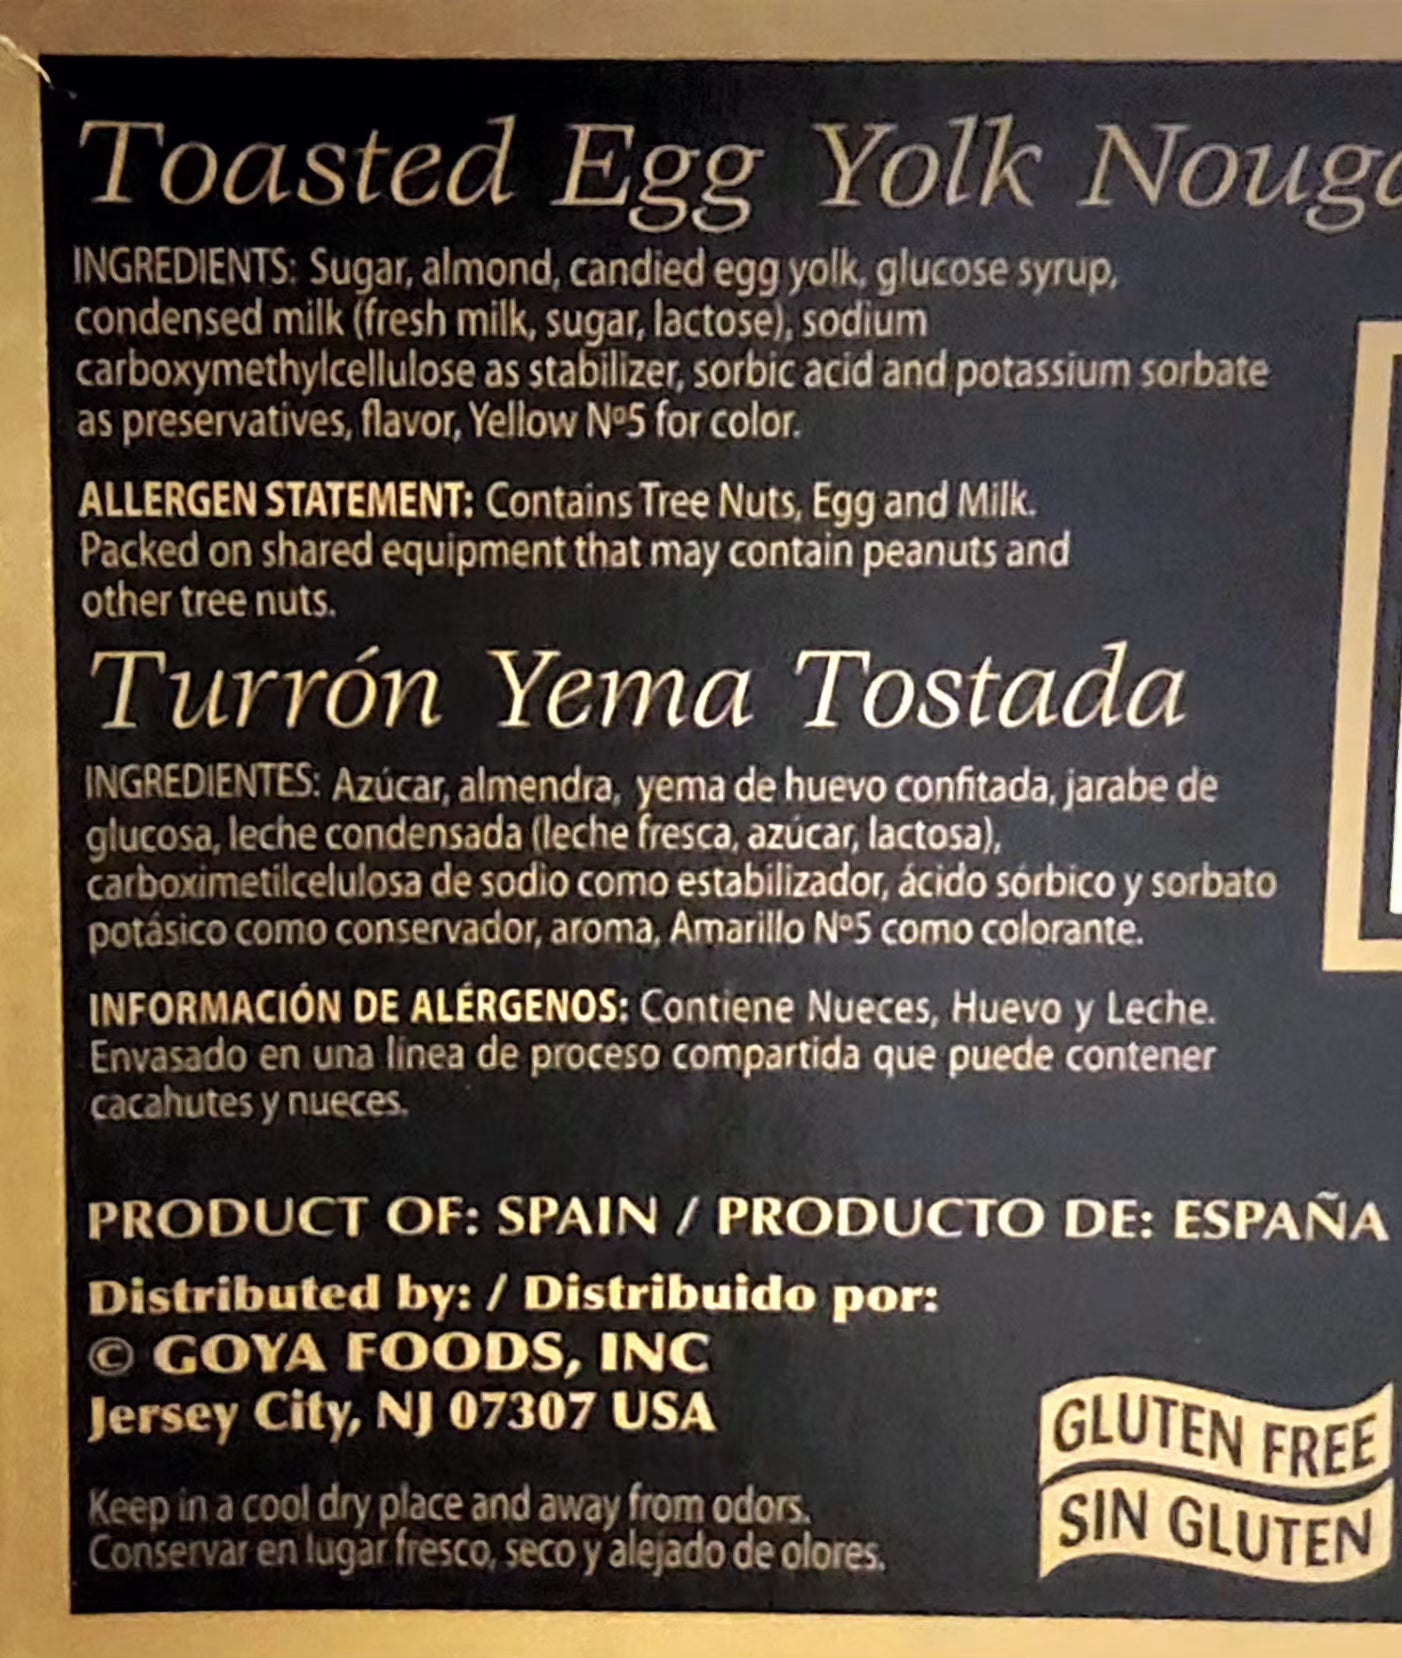 Toasted Egg Yolk Nouga
INGREDIENTS: Sugar, almond, candied egg yolk, glucose syrup,
condensed milk (fresh milk, sugar, lactose), sodium
carboxymethylcellulose as stabilizer, sorbic acid and potassium sorbate
as preservatives, flavor, Yellow Nº5 for color.
ALLERGEN STATEMENT: Contains Tree Nuts, Egg and Milk.
Packed on shared equipment that may contain peanuts and
other tree nuts.
Turrón Yema Tostada
INGREDIENTES: Azúcar, almendra, yema de huevo confitada, jarabe de
glucosa, leche condensada (leche fresca, azúcar, lactosa),
carboximetilcelulosa de sodio como estabilizador, ácido sórbico y sorbato
potásico como conservador, aroma, Amarillo Nº5 como colorante.
INFORMACIÓN DE ALÉRGENOS: Contiene Nueces, Huevo y Leche.
Envasado en una linea de proceso compartida que puede contener
cacahutes y nueces.
PRODUCT OF: SPAIN / PRODUCTO DE: ESPAÑA
Distributed by: / Distribuido por:
© GOYA FOODS, INC
Jersey City, NJ 07307 USA
Keep in a cool dry place and away from odors.
Conservar en lugar fresco, seco y alejado de olores.
GLUTEN FREE
SIN GLUTEN